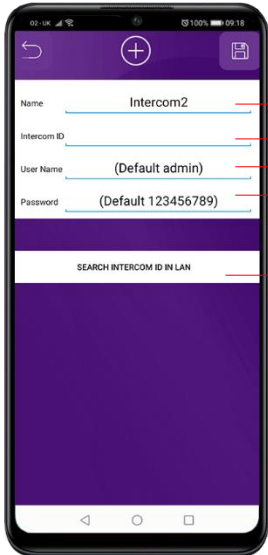 02-UK 100% 09:18
Name Intercom2
Intercom ID
User Name (Default admin)
Password (Default 123456789)
SEARCH INTERCOM ID IN LAN